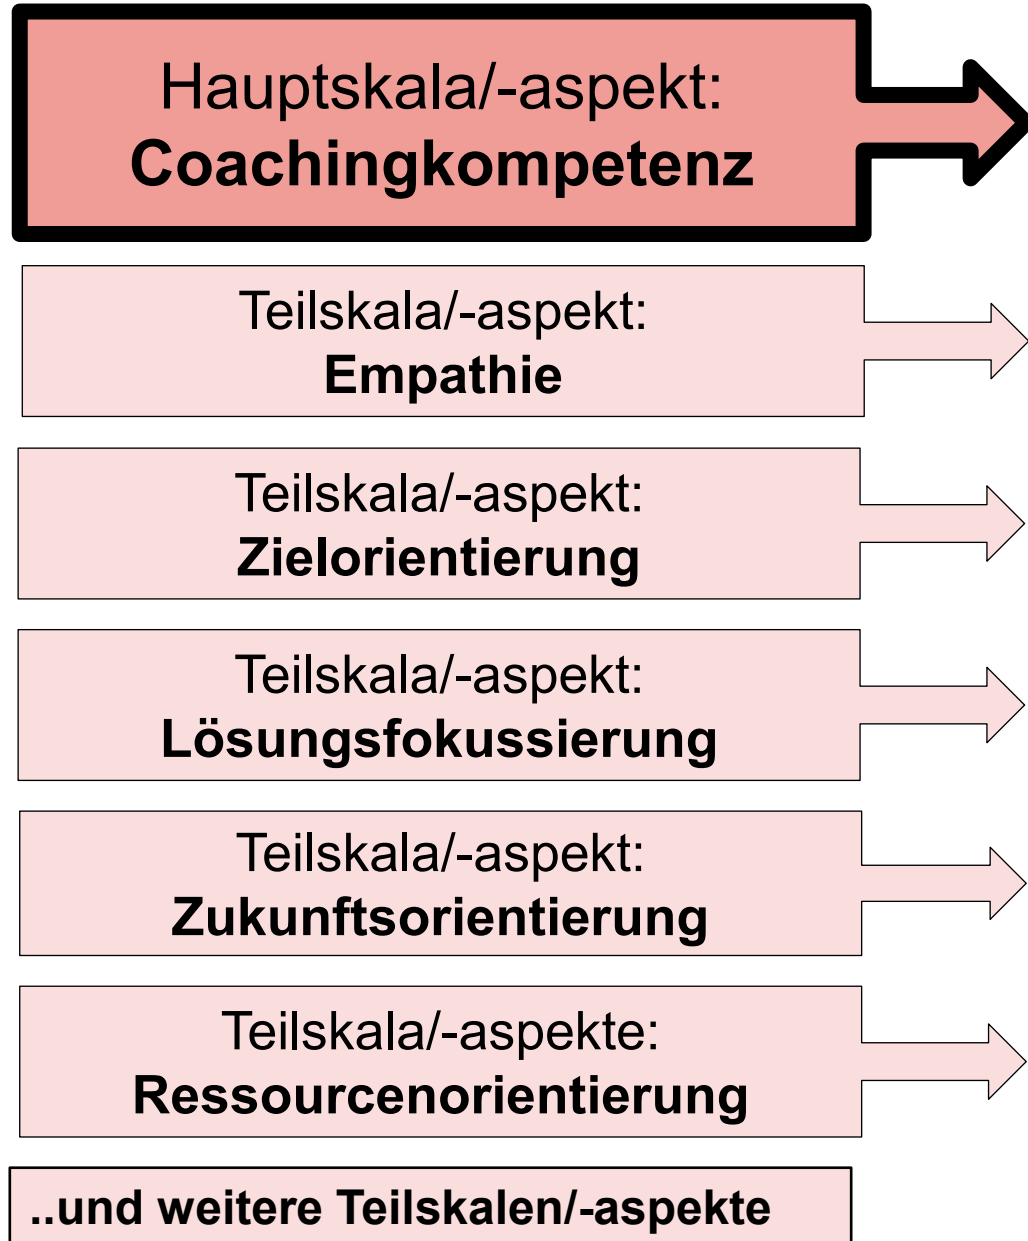 Hauptskala/-aspekt:
Coachingkompetenz
Teilskala/-aspekt:
Empathie
Teilskala/-aspekt:
Zielorientierung
Teilskala/-aspekt:
Lösungsfokussierung
Teilskala/-aspekt:
Zukunftsorientierung
Teilskala/-aspekte:
Ressourcenorientierung
..und weitere Teilskalen/-aspekte